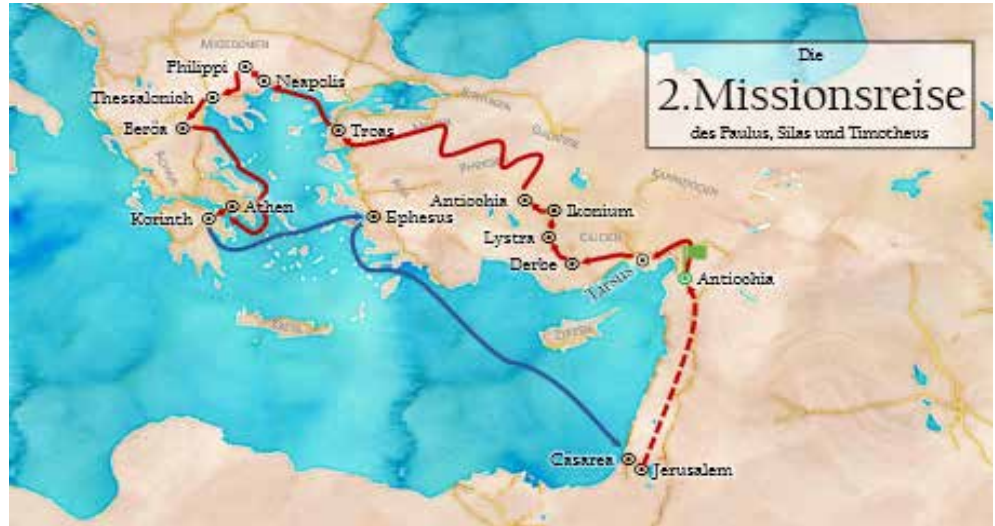 Die
2.Missionsreise
des Paulus, Silas und Timotheus
Philippi
Neapolis
Thessalonich
Beröa
Troas
Athen
Korinth
Ephesus
Antiochia
Ikonium
Lystra
Derbe
Tarsus
Antiochia
Cäsarea
Jerusalem